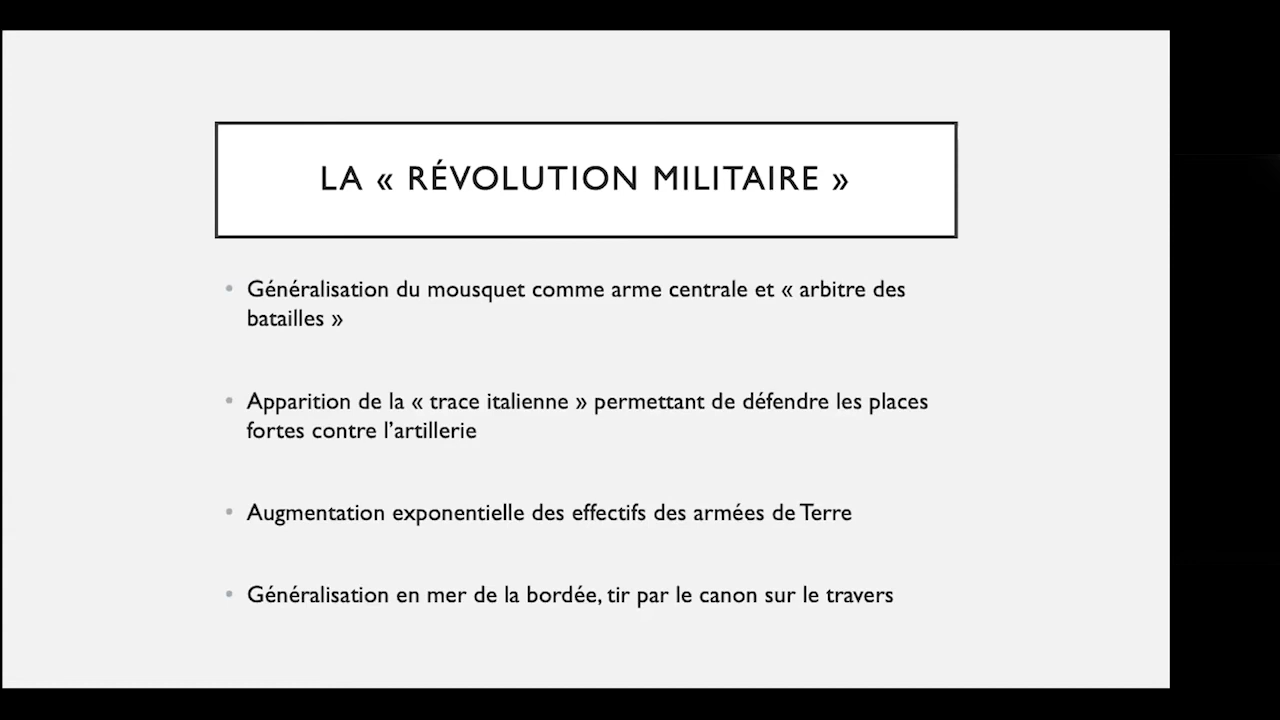 LA « RÉVOLUTION MILITAIRE »
• Généralisation du mousquet comme arme centrale et « arbitre des
batailles »
• Apparition de la « trace italienne » permettant de défendre les places
fortes contre l'artillerie
• Augmentation exponentielle des effectifs des armées de Terre
• Généralisation en mer de la bordée, tir par le canon sur le travers